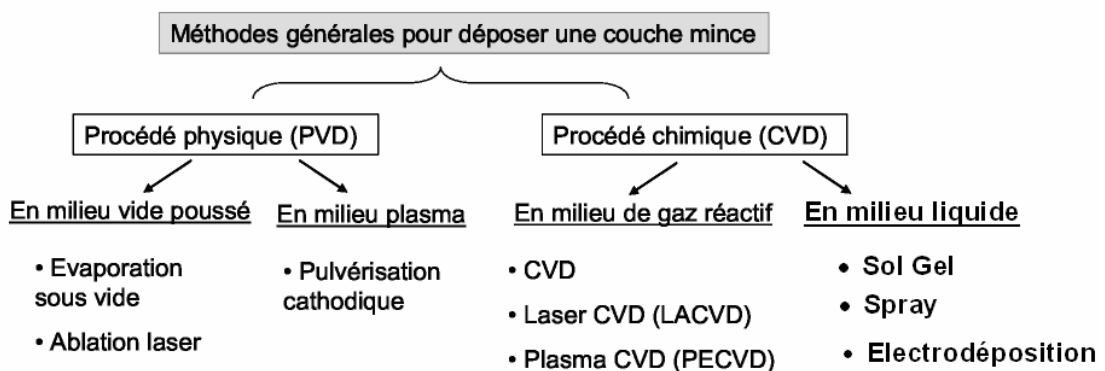 Méthodes générales pour déposer une couche mince
Procédé physique (PVD)
Procédé chimique (CVD)
En milieu vide poussé
• Evaporation
sous vide
• Ablation laser
En milieu plasma
• Pulvérisation
cathodique
En milieu de gaz réactif
• CVD
• Laser CVD (LACVD)
• Plasma CVD (PECVD)
En milieu liquide
• Sol Gel
• Spray
• Electrodéposition